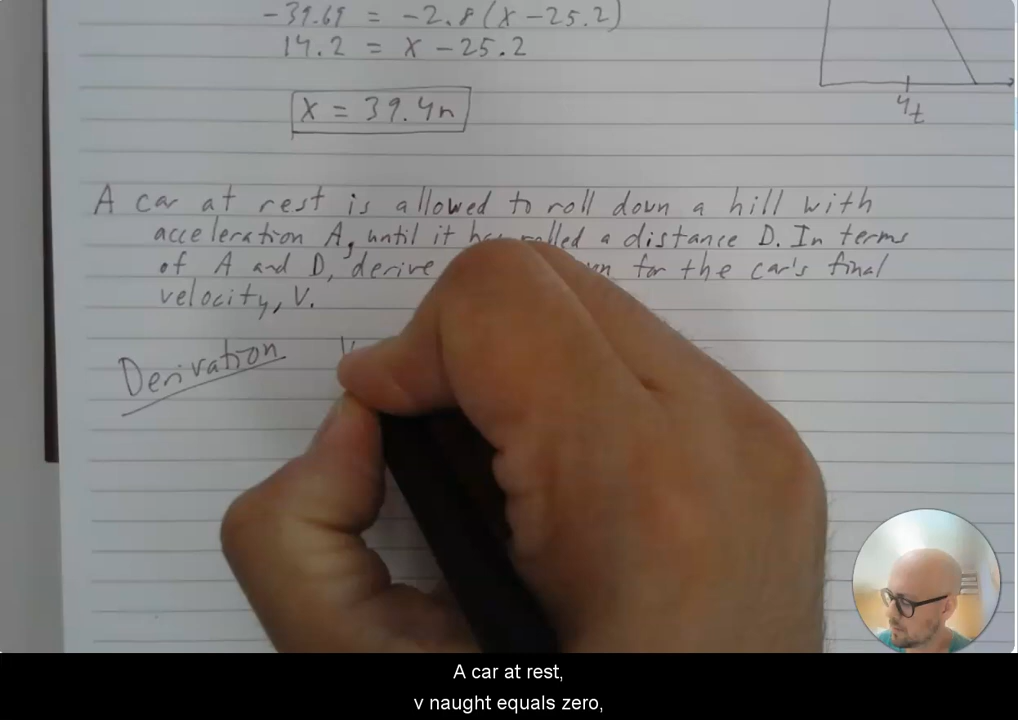 -39.69 = -2.8(x-25.2)
14.2 = x - 25.2
x = 39.4m
4
t
A car at rest is allowed to roll down a hill with
acceleration A, until it has rolled a distance D. In terms
of A and D, derive for the car's final
velocity, V.
Derivation V
A car at rest,
v naught equals zero,